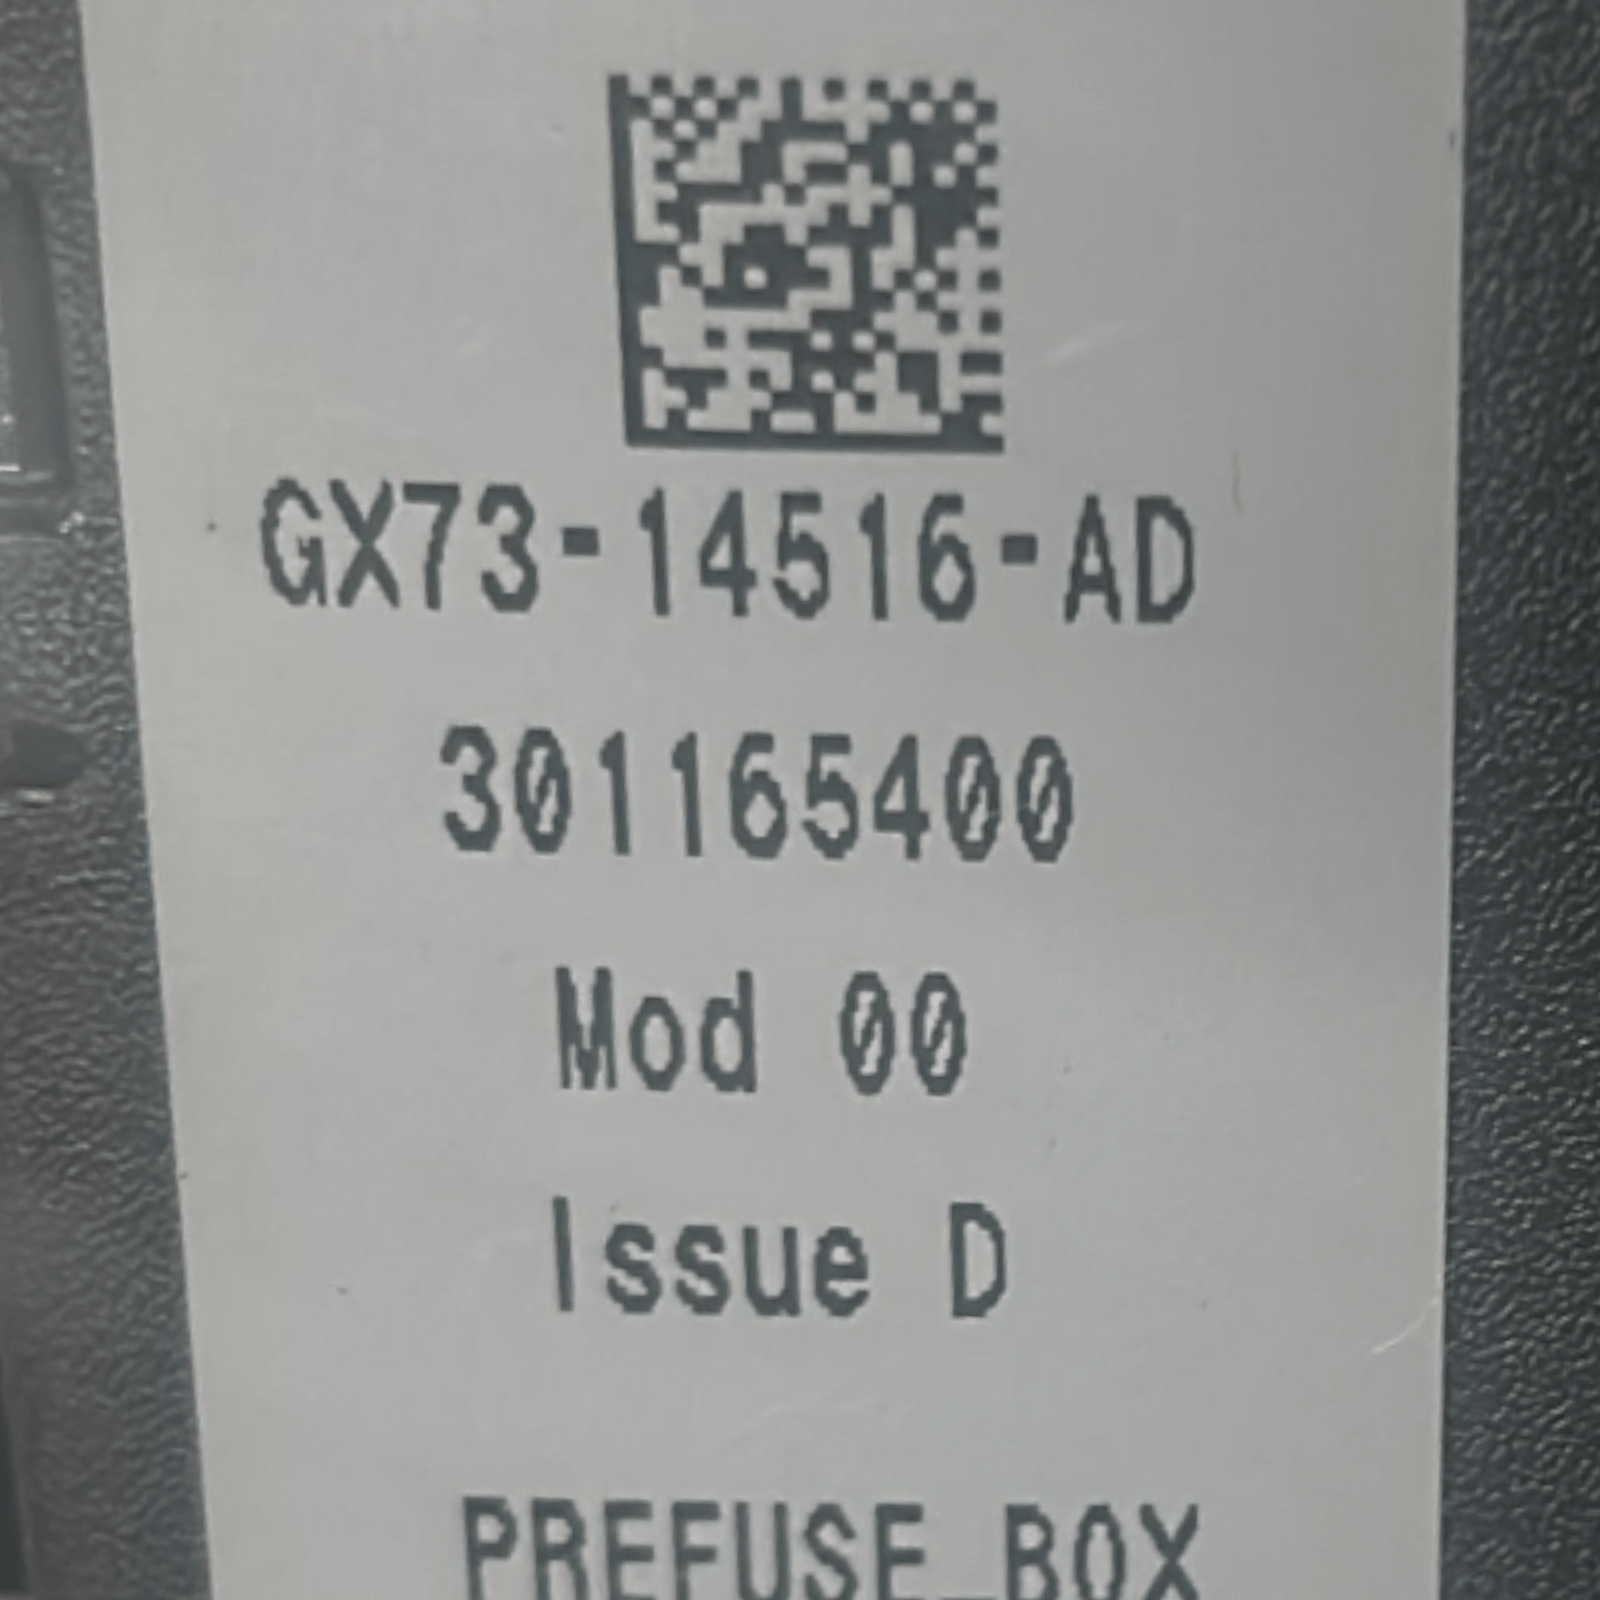 GX73-14516-AD
301165400
Mod 00
Issue D
PREFUSE_BOX